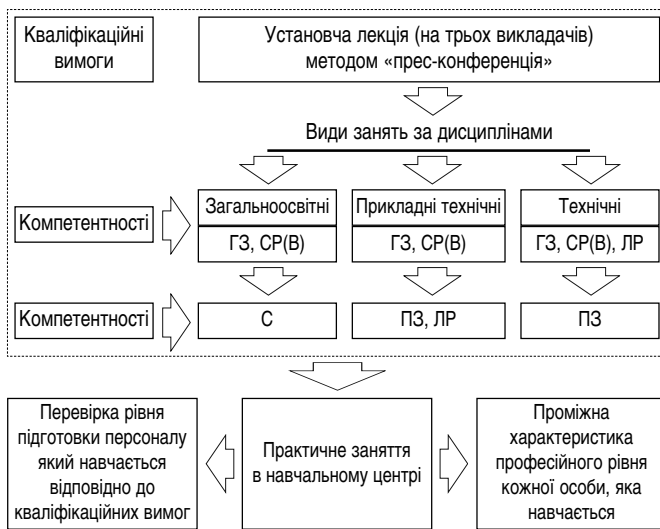 Кваліфікаційні
вимоги
Установча лекція (на трьох викладачів)
методом «прес-конференція»
Види занять за дисциплінами
Компетентності
Загальноосвітні
Прикладні технічні
Технічні
ГЗ, СР(В)
ГЗ, СР(В)
ГЗ, СР(В), ЛР
Компетентності
С
ПЗ, ЛР
ПЗ
Перевірка рівня
підготовки персоналу
який навчається
відповідно до
кваліфікаційних вимог
Практичне заняття
в навчальному центрі
Проміжна
характеристика
професійного рівня
кожної особи, яка
навчається